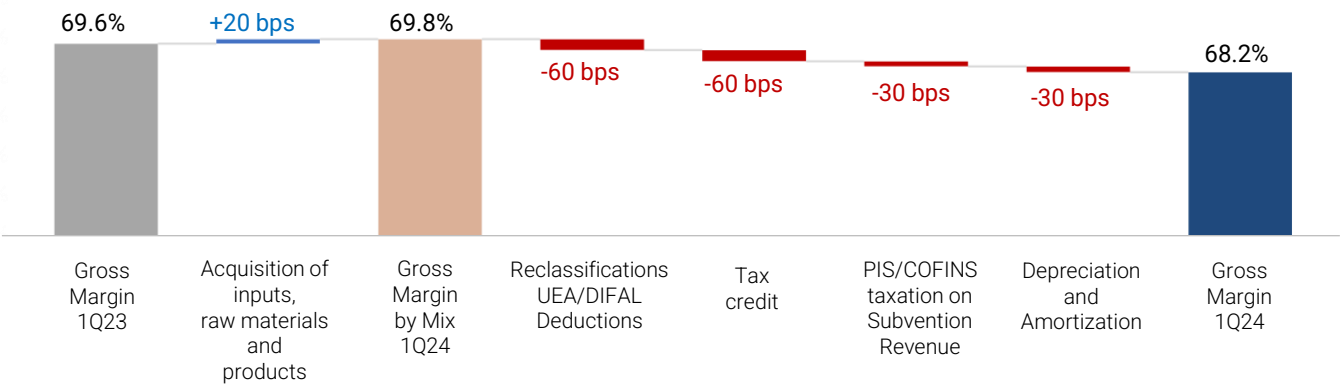 69.6%
+20 bps
69.8%
-60 bps
-60 bps
-30 bps
-30 bps
68.2%
Gross
Margin
1Q23
Acquisition of
inputs,
raw materials
and
products
Gross
Margin
by Mix
1Q24
Reclassifications
UEA/DIFAL
Deductions
Tax
credit
PIS/COFINS
taxation on
Subvention
Revenue
Depreciation
and
Amortization
Gross
Margin
1Q24